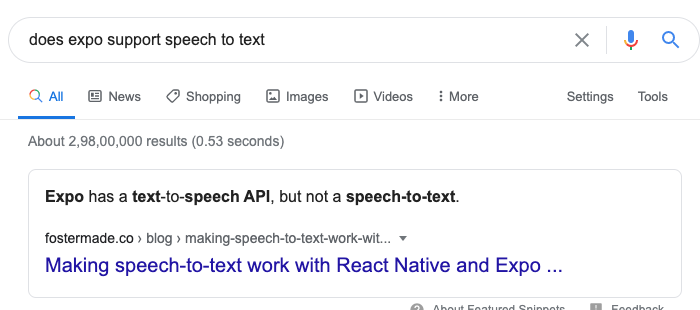 does expo support speech to text
All News Shopping Images Videos More Settings Tools
About 2,98,00,000 results (0.53 seconds)
Expo has a text-to-speech API, but not a speech-to-text.
fostermade.co › blog › making-speech-to-text-work-wit...
Making speech-to-text work with React Native and Expo ...
About Featured Snippets Feedback